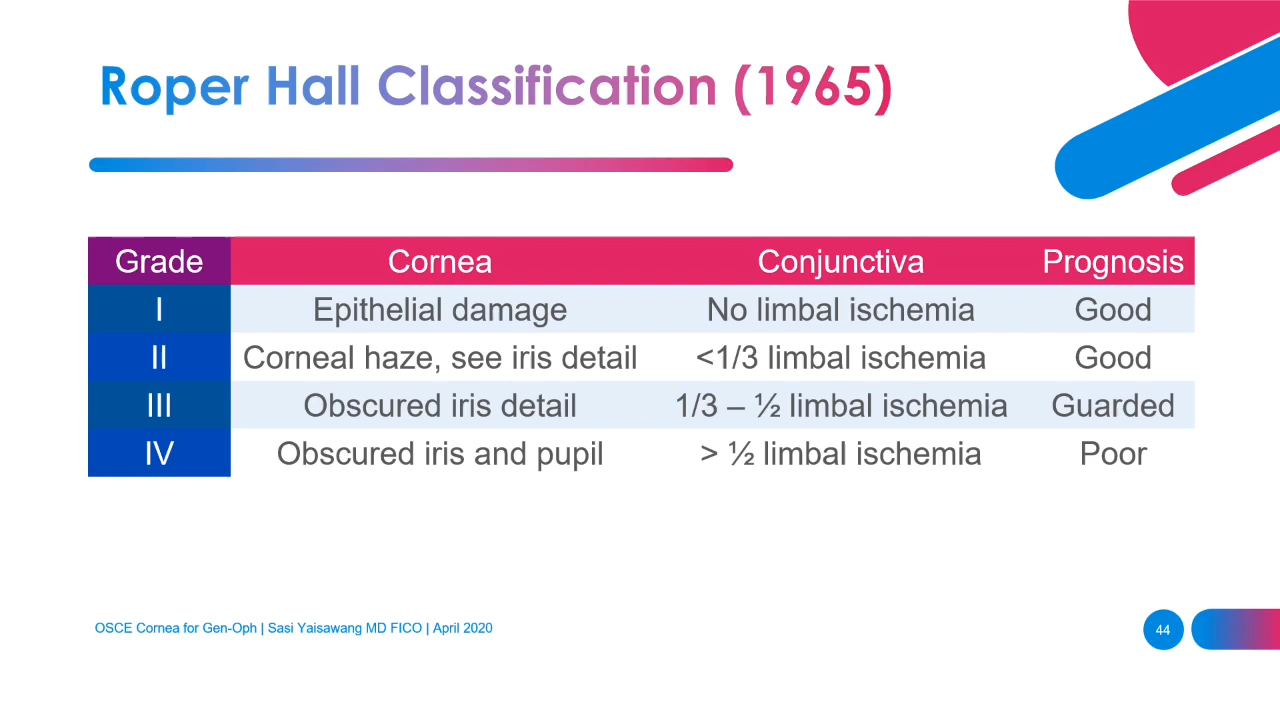 Roper Hall Classification (1965)
Grade Cornea Conjunctiva Prognosis
I Epithelial damage No limbal ischemia Good
II Corneal haze, see iris detail <1/3 limbal ischemia Good
III Obscured iris detail 1/3 – ½ limbal ischemia Guarded
IV Obscured iris and pupil > ½ limbal ischemia Poor
OSCE Cornea for Gen-Oph | Sasi Yaisawang MD FICO | April 2020
44